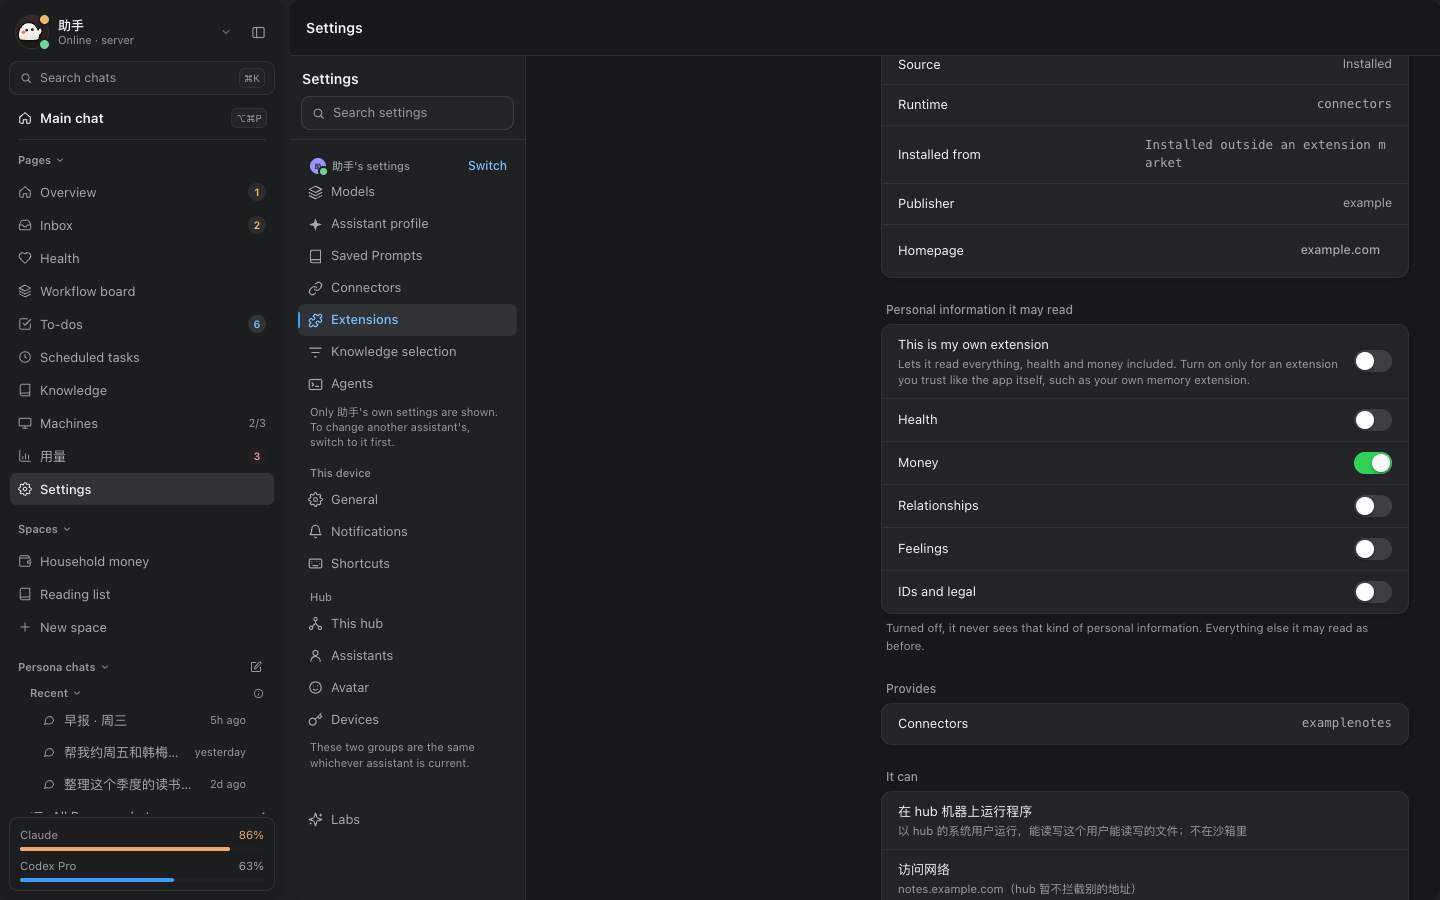 助手
Online · server
Search chats
⌘K
Main chat
⌥⌘P
Pages
Overview
1
Inbox
2
Health
Workflow board
To-dos
6
Scheduled tasks
Knowledge
Machines
2/3
用量
3
Settings
Spaces
Household money
Reading list
New space
Persona chats
Recent
早报 · 周三
5h ago
帮我约周五和韩梅...
yesterday
整理这个季度的读书...
2d ago
Claude
86%
Codex Pro
63%
Settings
Settings
Search settings
助手's settings
Switch
Models
Assistant profile
Saved Prompts
Connectors
Extensions
Knowledge selection
Agents
Only 助手's own settings are shown.
To change another assistant's,
switch to it first.
This device
General
Notifications
Shortcuts
Hub
This hub
Assistants
Avatar
Devices
These two groups are the same
whichever assistant is current.
Labs
Source
Installed
Runtime
connectors
Installed from
Installed outside an extension m
arket
Publisher
example
Homepage
example.com
Personal information it may read
This is my own extension
Lets it read everything, health and money included. Turn on only for an extension
you trust like the app itself, such as your own memory extension.
Health
Money
Relationships
Feelings
IDs and legal
Turned off, it never sees that kind of personal information. Everything else it may read as
before.
Provides
Connectors
examplenotes
It can
在 hub 机器上运行程序
以 hub 的系统用户运行，能读写这个用户能读写的文件；不在沙箱里
访问网络
notes.example.com（hub 暂不拦截别的地址）